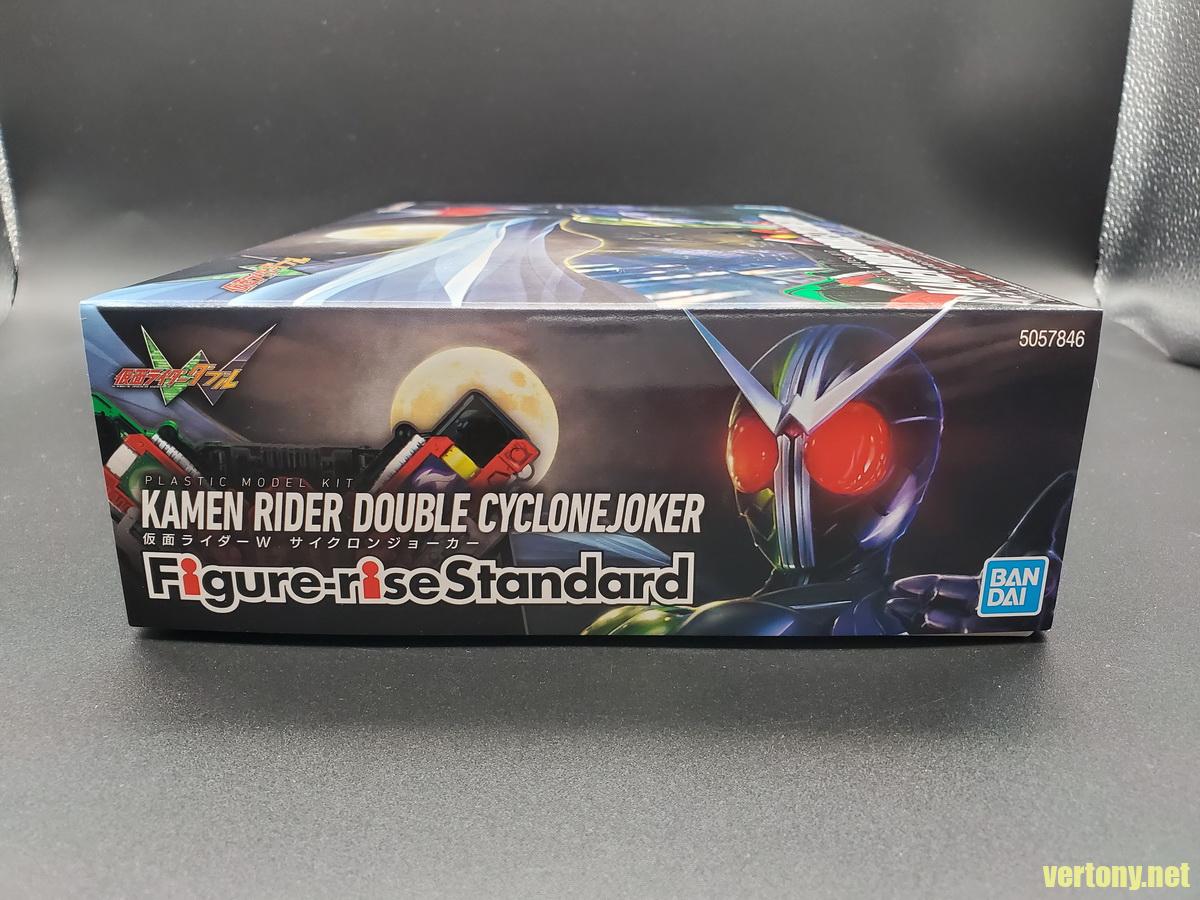 5057846
仮面ライダーダブル
PLASTIC MODEL KIT
KAMEN RIDER DOUBLE CYCLONEJOKER
仮面ライダーW サイクロンジョーカー
Figure-rise Standard
BAN
DAI
vertony.net